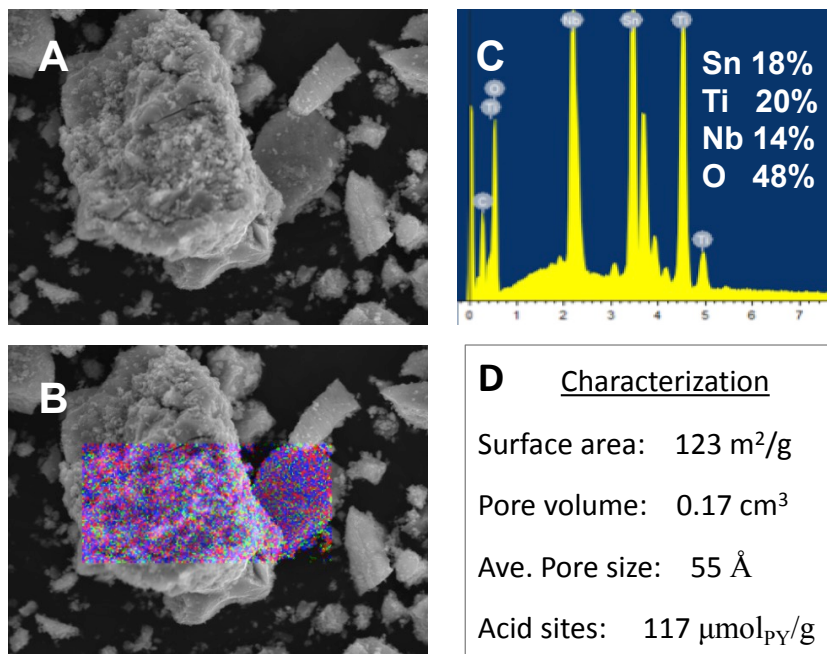 A
C
Nb Sn Ti
O
Ti
C
Ti
Sn 18%
Ti 20%
Nb 14%
O 48%
0 1 2 3 4 5 6 7
B
D Characterization
Surface area: 123 m²/g
Pore volume: 0.17 cm³
Ave. Pore size: 55 Å
Acid sites: 117 μmolPY/g